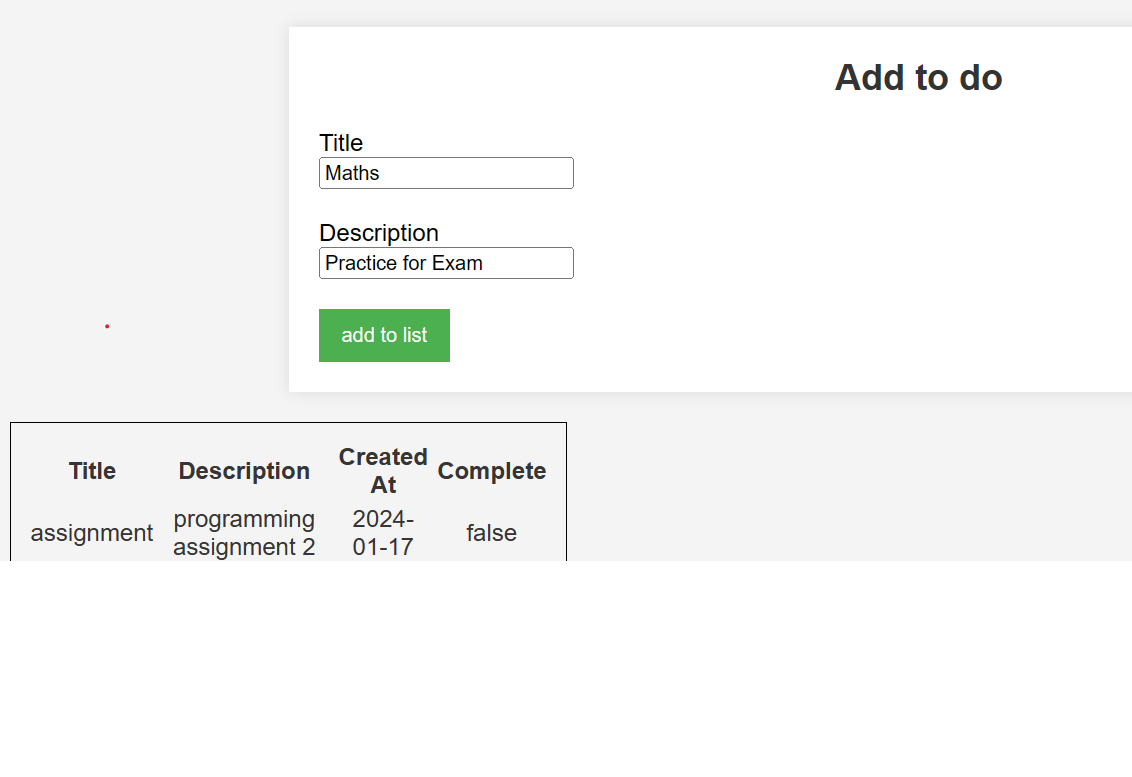 Add to do
Title
Maths
Description
Practice for Exam
add to list
Title Description Created At Complete
assignment programming assignment 2 2024-01-17 false